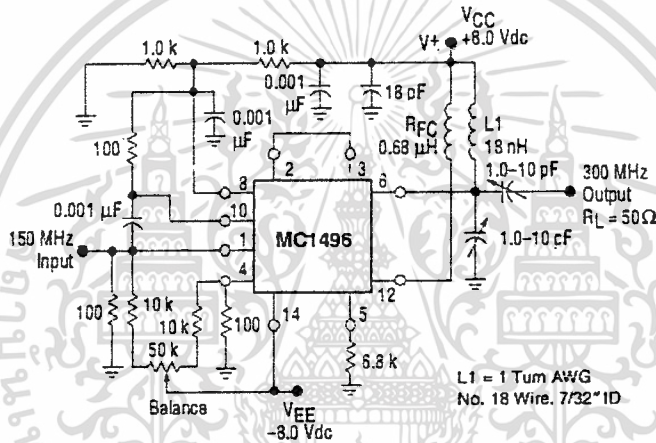 VCC
+8.0 Vdc
V+
1.0 k
1.0 k
0.001
µF
18 pF
0.001
µF
RFC
0.68 µH
L1
18 nH
100
2
3
8
6
1.0–10 pF
300 MHz
Output
RL = 50Ω
0.001 µF
10
150 MHz
Input
1
MC1496
1.0–10 pF
4
12
14
5
100
10 k
10 k
100
50 k
6.8 k
Balance
VEE
–8.0 Vdc
L1 = 1 Turn AWG
No. 18 Wire, 7/32" ID